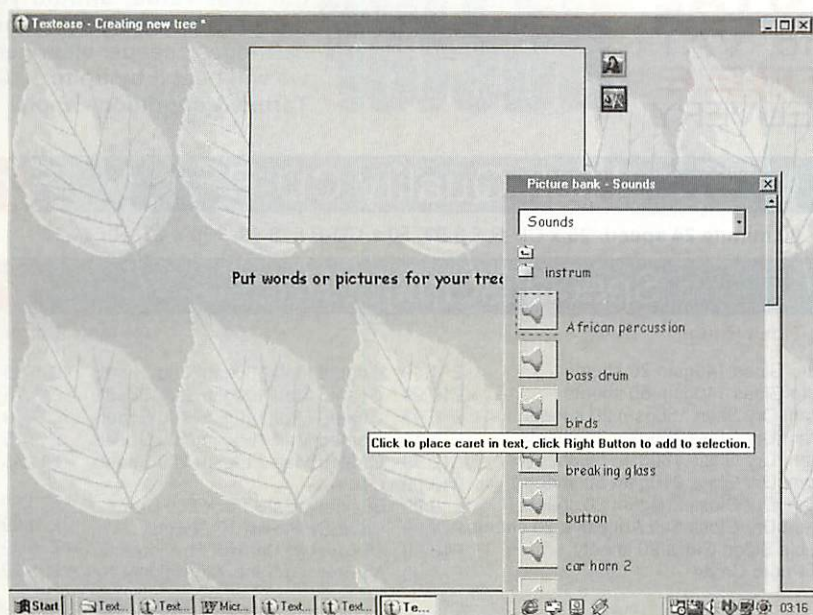 Textease - Creating new tree *
Picture bank - Sounds
Sounds
instrum
Put words or pictures for your tree
African percussion
bass drum
birds
Click to place caret in text, click Right Button to add to selection.
breaking glass
button
car horn 2
Start
Text...
Text...
Micr...
Text...
Text...
Te...
03:16